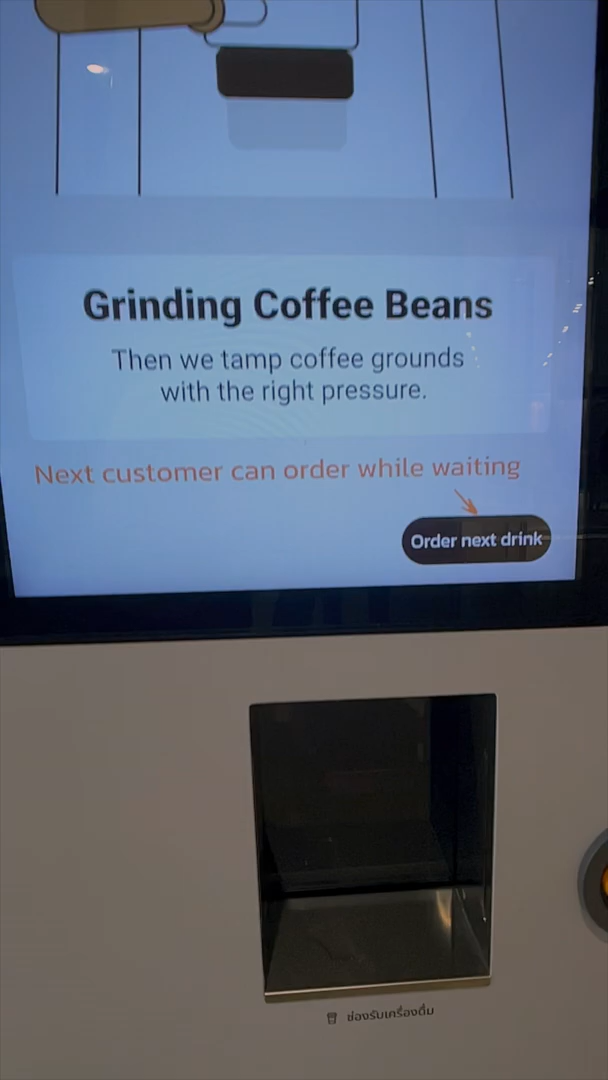 Grinding Coffee Beans
Then we tamp coffee grounds
with the right pressure.
Next customer can order while waiting
Order next drink
ช่องรับเครื่องดื่ม